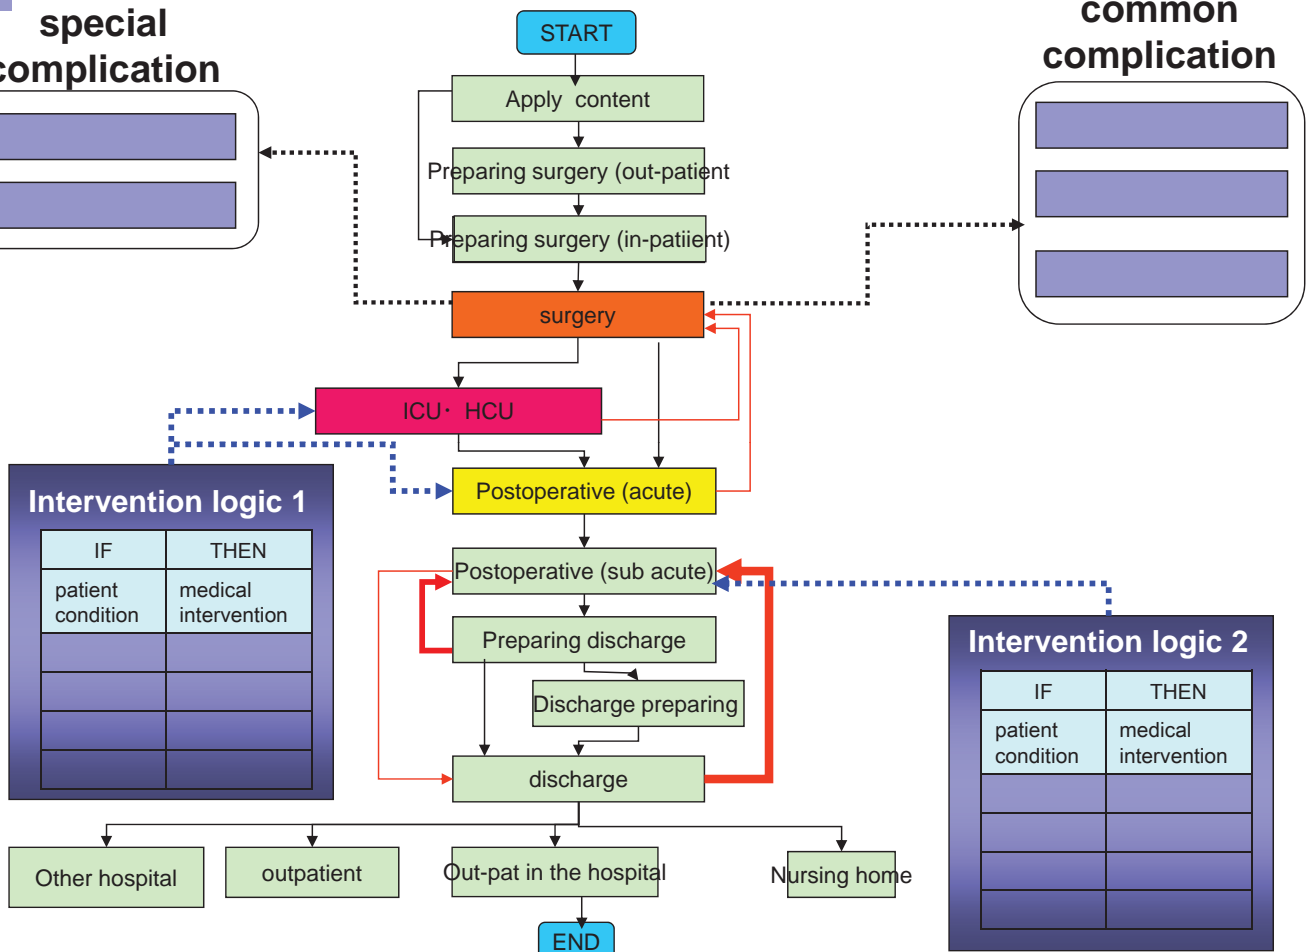 special
complication
START
common
complication
Apply content
Preparing surgery (out-patient
Preparing surgery (in-patiient)
surgery
ICU・ HCU
Postoperative (acute)
Intervention logic 1
IF THEN
patient medical
condition intervention
Postoperative (sub acute)
Preparing discharge
Discharge preparing
discharge
Intervention logic 2
IF THEN
patient medical
condition intervention
Other hospital
outpatient
Out-pat in the hospital
Nursing home
END